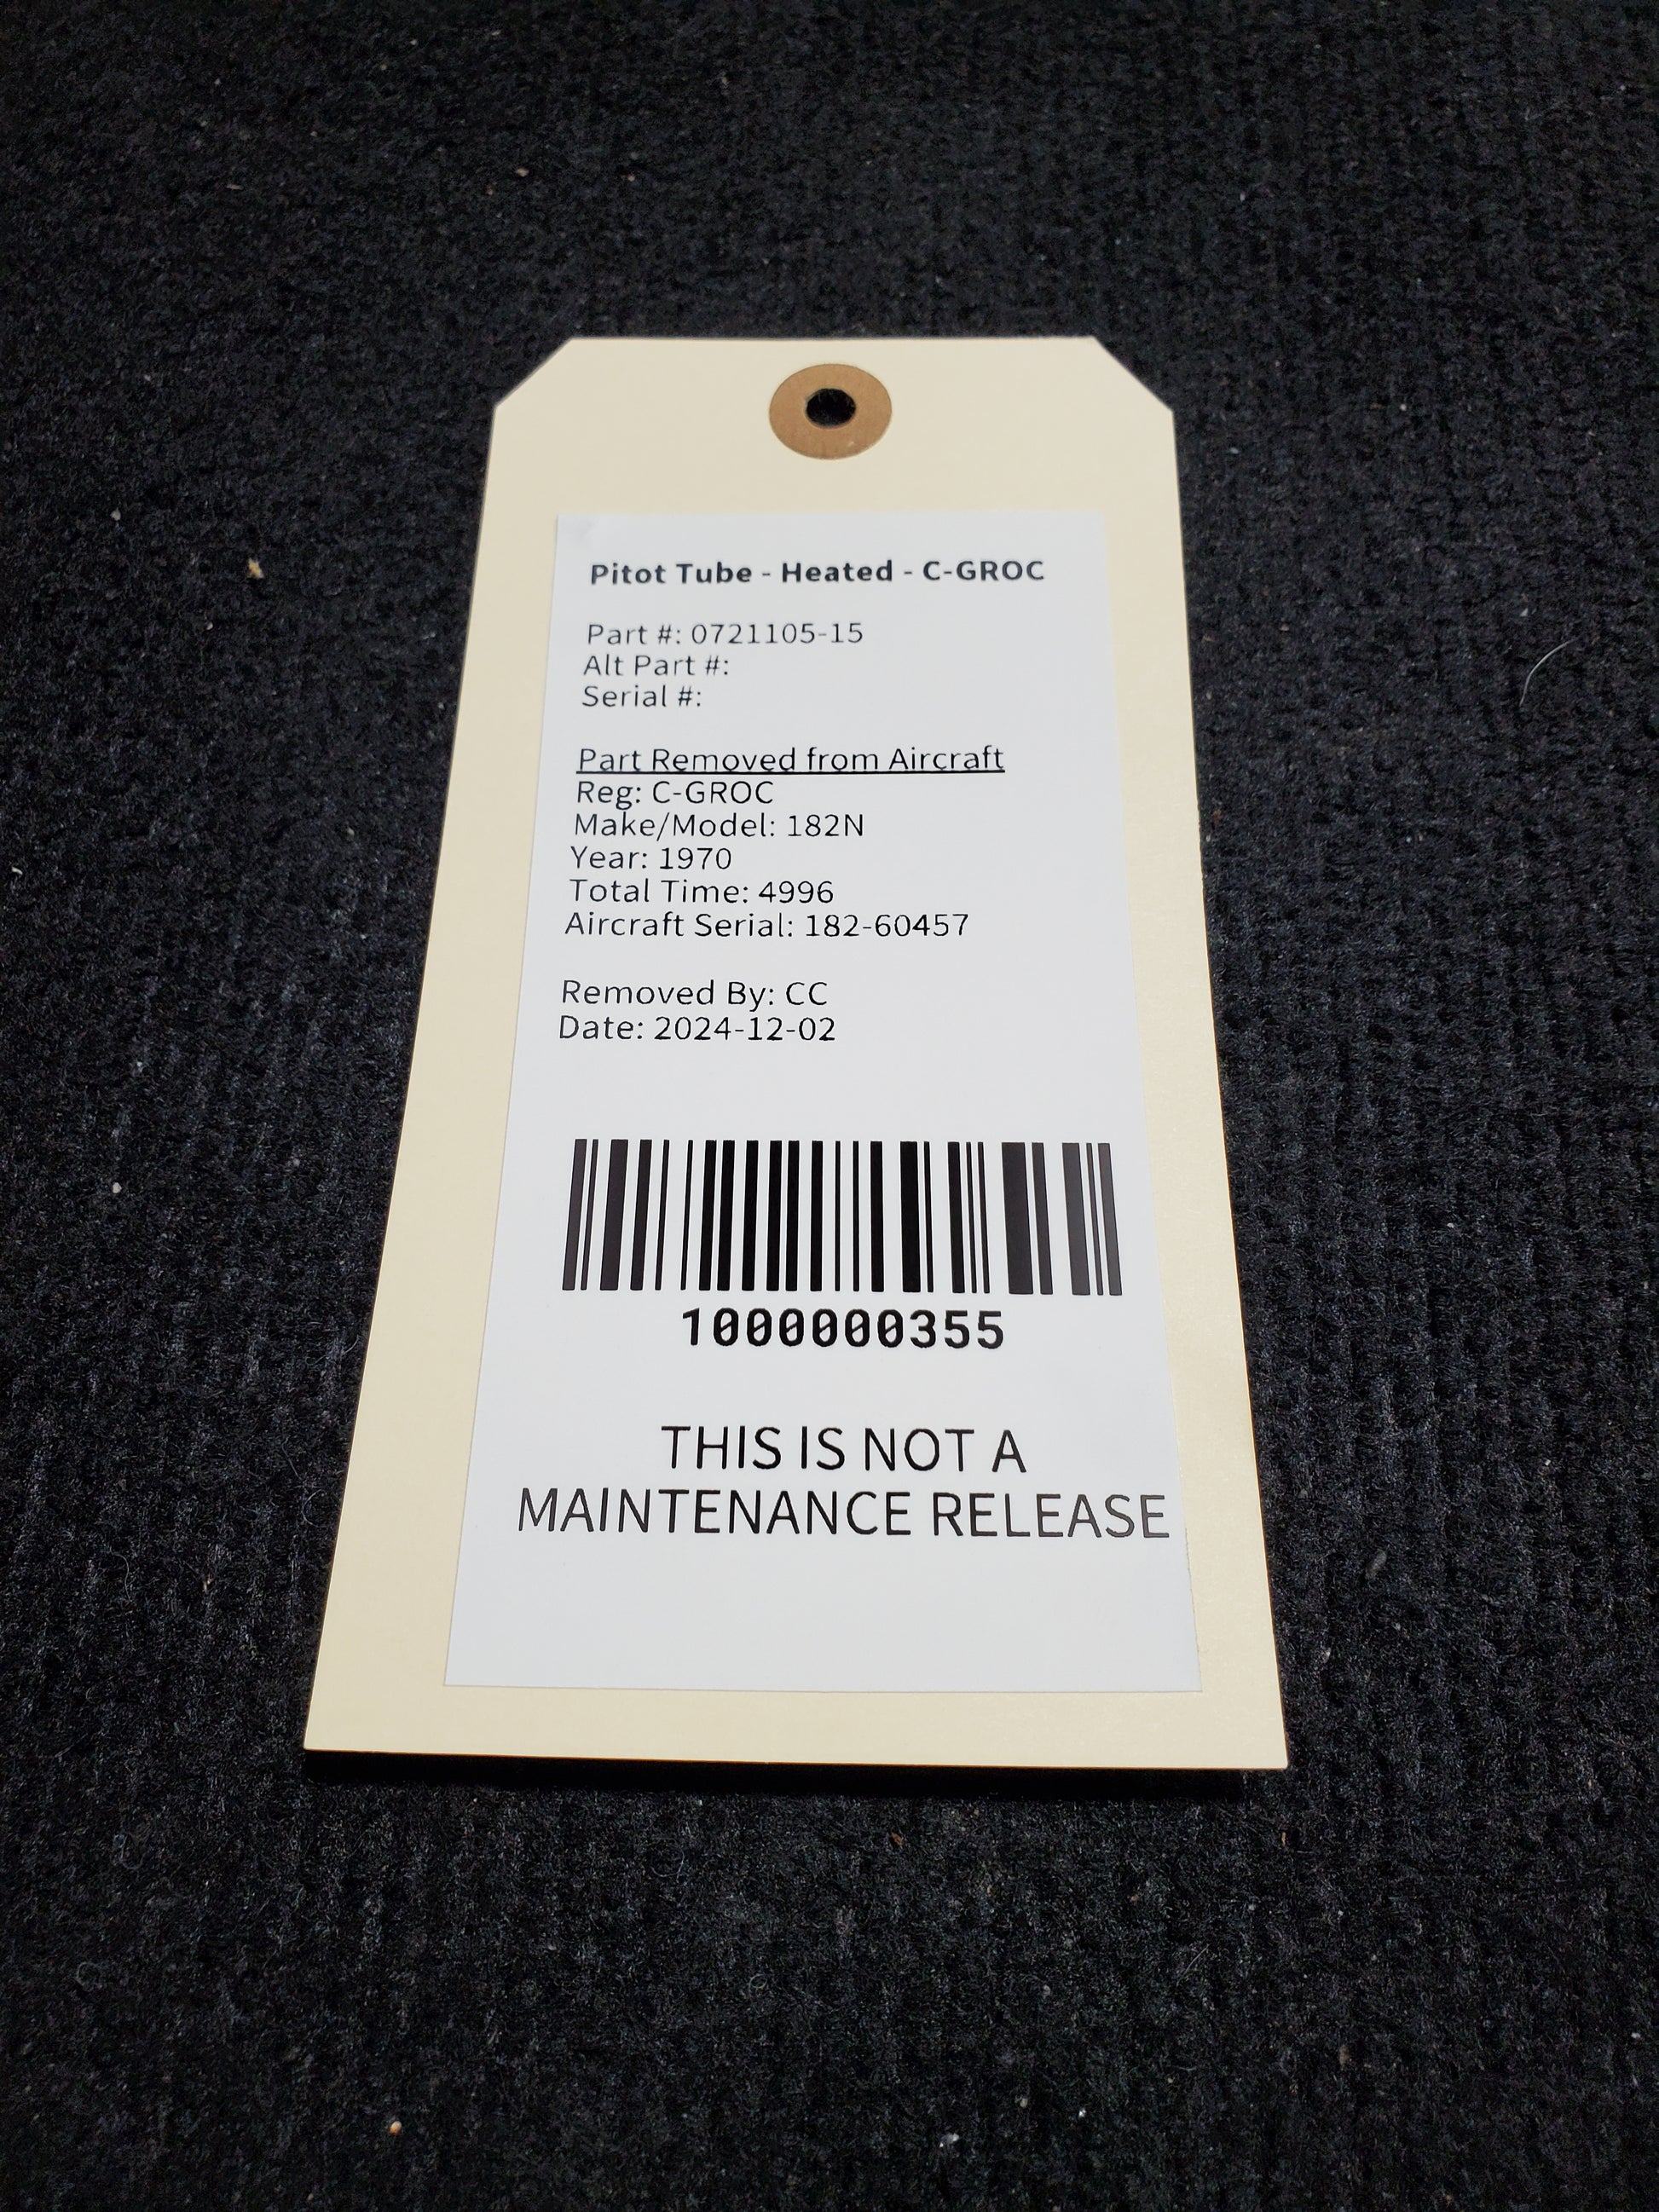 Pitot Tube - Heated - C-GROC
Part #: 0721105-15
Alt Part #:
Serial #:
Part Removed from Aircraft
Reg: C-GROC
Make/Model: 182N
Year: 1970
Total Time: 4996
Aircraft Serial: 182-60457
Removed By: CC
Date: 2024-12-02
1000000355
THIS IS NOT A
MAINTENANCE RELEASE